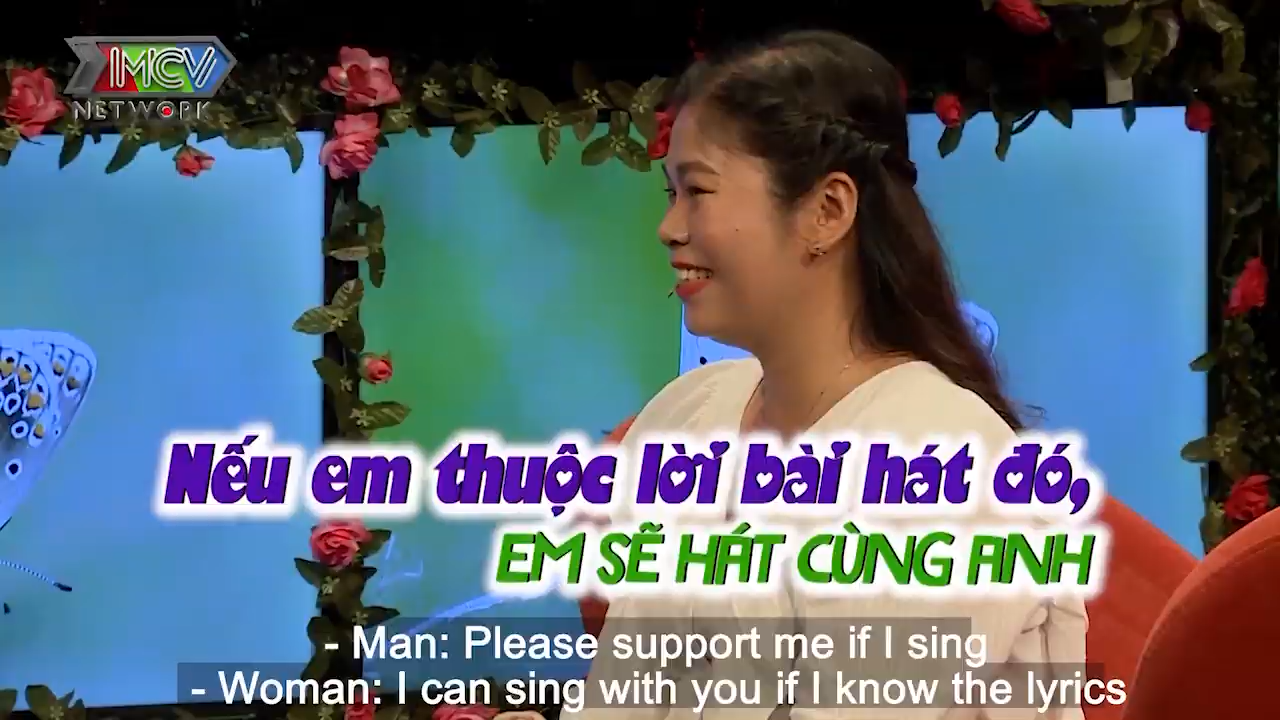 MCV
NETWORK
Nếu em thuộc lời bài hát đó,
EM SẼ HÁT CÙNG ANH
- Man: Please support me if I sing
- Woman: I can sing with you if I know the lyrics